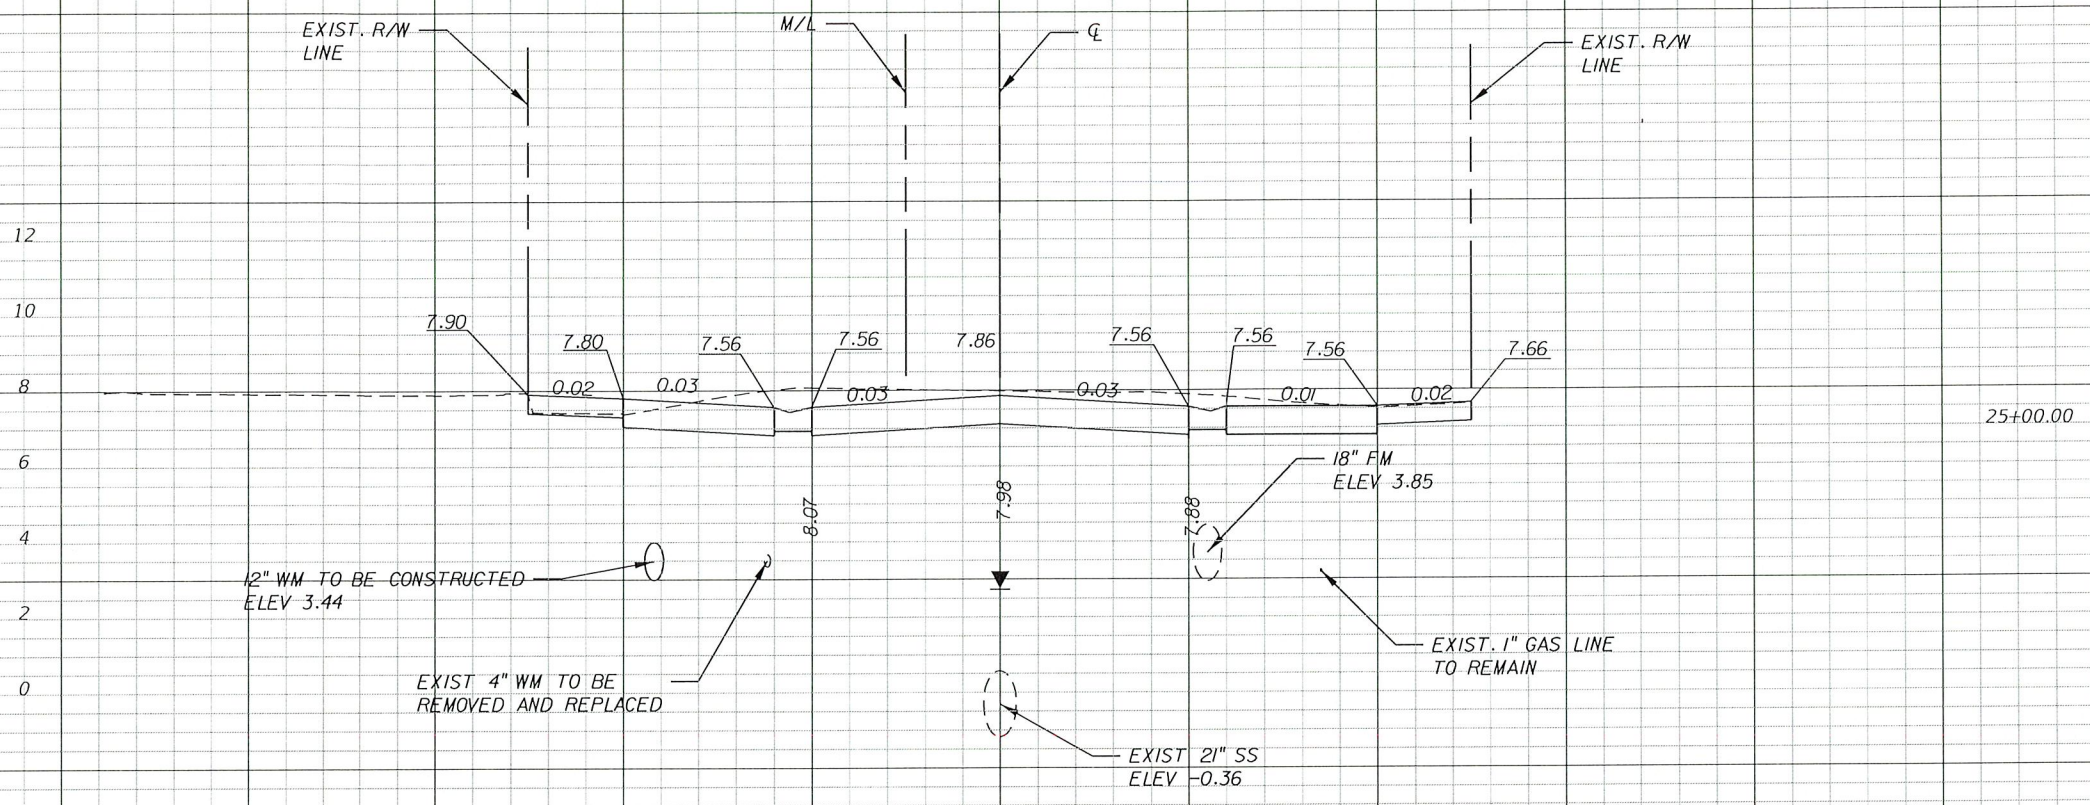 EXIST. R/W
LINE
M/L
℄
EXIST. R/W
LINE
12
10
8
6
4
2
0
7.90
7.80
7.56
7.56
7.86
7.56
7.56
7.56
7.66
0.02
0.03
0.03
0.03
0.01
0.02
25+00.00
8.07
7.98
7.88
18" FM
ELEV 3.85
12" WM TO BE CONSTRUCTED
ELEV 3.44
EXIST 4" WM TO BE
REMOVED AND REPLACED
EXIST. 1" GAS LINE
TO REMAIN
EXIST 21" SS
ELEV -0.36